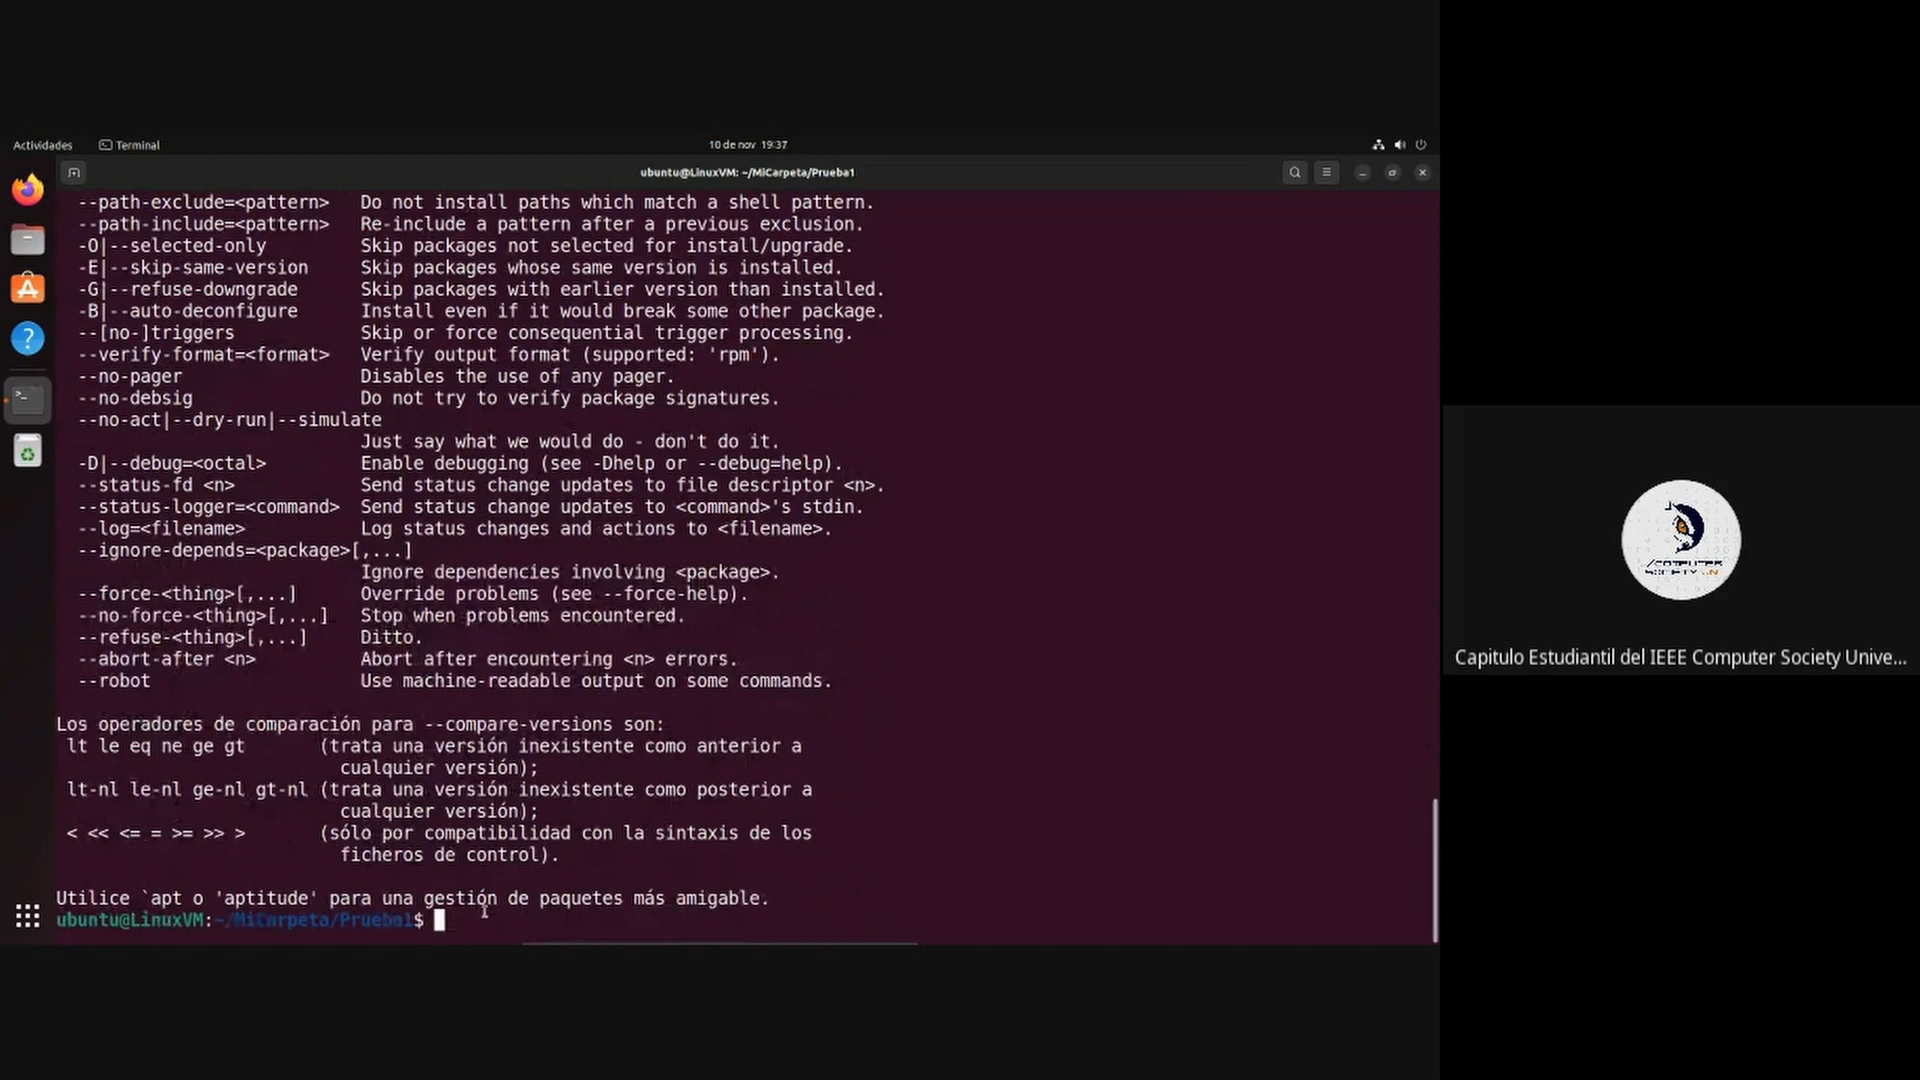 Actividades
Terminal
10 de nov 19:37
ubuntu@LinuxVM: ~/MiCarpeta/Prueba1
--path-exclude=<pattern> Do not install paths which match a shell pattern.
--path-include=<pattern> Re-include a pattern after a previous exclusion.
-O|--selected-only Skip packages not selected for install/upgrade.
-E|--skip-same-version Skip packages whose same version is installed.
-G|--refuse-downgrade Skip packages with earlier version than installed.
-B|--auto-deconfigure Install even if it would break some other package.
--[no-]triggers Skip or force consequential trigger processing.
--verify-format=<format> Verify output format (supported: 'rpm').
--no-pager Disables the use of any pager.
--no-debsig Do not try to verify package signatures.
--no-act|--dry-run|--simulate
Just say what we would do - don't do it.
-D|--debug=<octal> Enable debugging (see -Dhelp or --debug=help).
--status-fd <n> Send status change updates to file descriptor <n>.
--status-logger=<command> Send status change updates to <command>'s stdin.
--log=<filename> Log status changes and actions to <filename>.
--ignore-depends=<package>[,...]
Ignore dependencies involving <package>.
--force-<thing>[,...] Override problems (see --force-help).
--no-force-<thing>[,...] Stop when problems encountered.
--refuse-<thing>[,...] Ditto.
--abort-after <n> Abort after encountering <n> errors.
--robot Use machine-readable output on some commands.
Los operadores de comparación para --compare-versions son:
lt le eq ne ge gt (trata una versión inexistente como anterior a
cualquier versión);
lt-nl le-nl ge-nl gt-nl (trata una versión inexistente como posterior a
cualquier versión);
< << <= = >= >> > (sólo por compatibilidad con la sintaxis de los
ficheros de control).
Utilice `apt o 'aptitude' para una gestión de paquetes más amigable.
ubuntu@LinuxVM:~/MiCarpeta/Prueba1$
Capitulo Estudiantil del IEEE Computer Society Unive...